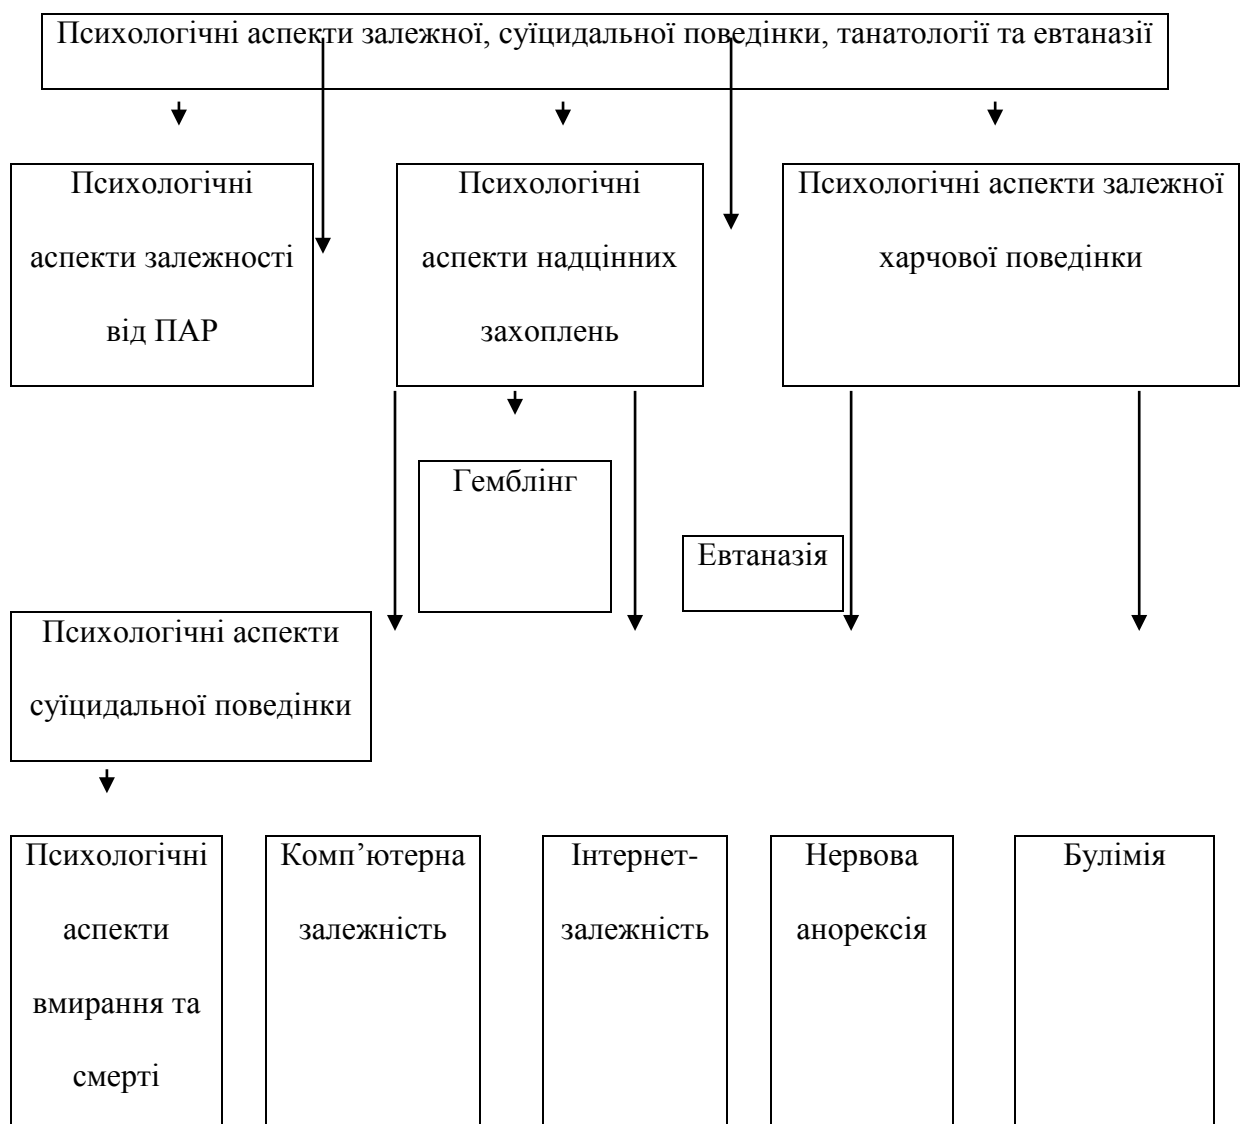 Психологічні аспекти залежної, суїцидальної поведінки, танатології та евтаназії
Психологічні
аспекти залежності
від ПАР
Психологічні
аспекти надцінних
захоплень
Психологічні аспекти залежної
харчової поведінки
Гемблінг
Евтаназія
Психологічні аспекти
суїцидальної поведінки
Психологічні
аспекти
вмирання та
смерті
Комп’ютерна
залежність
Інтернет-
залежність
Нервова
анорексія
Булімія